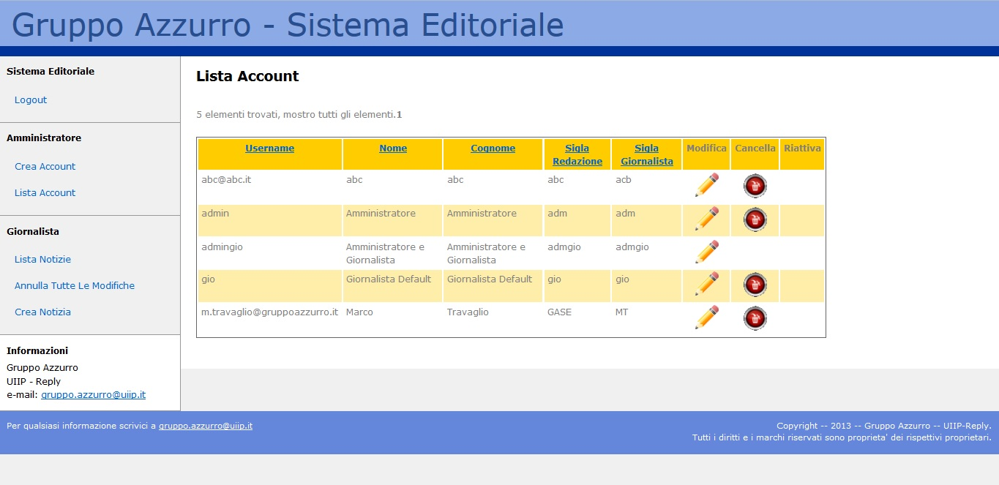 Gruppo Azzurro - Sistema Editoriale
Sistema Editoriale
Logout
Amministratore
Crea Account
Lista Account
Giornalista
Lista Notizie
Annulla Tutte Le Modifiche
Crea Notizia
Informazioni
Gruppo Azzurro
UIIP - Reply
e-mail: gruppo.azzurro@uiip.it
Lista Account
5 elementi trovati, mostro tutti gli elementi.1
Username Nome Cognome Sigla Redazione Sigla Giornalista Modifica Cancella Riattiva
abc@abc.it abc abc abc acb
admin Amministratore Amministratore adm adm
admingio Amministratore e Giornalista Amministratore e Giornalista admgio admgio
gio Giornalista Default Giornalista Default gio gio
m.travaglio@gruppoazzurro.it Marco Travaglio GASE MT
Per qualsiasi informazione scrivici a gruppo.azzurro@uiip.it
Copyright -- 2013 -- Gruppo Azzurro -- UIIP-Reply.
Tutti i diritti e i marchi riservati sono proprieta' dei rispettivi proprietari.